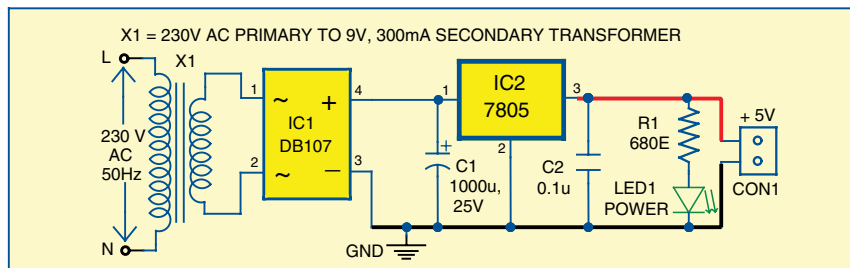 X1 = 230V AC PRIMARY TO 9V, 300mA SECONDARY TRANSFORMER
L
X1
230 V
AC
50Hz
N
1
2
~
~
+
–
IC1
DB107
4
3
1
IC2
7805
3
2
+
C1
1000u,
25V
C2
0.1u
R1
680E
LED1
POWER
+ 5V
CON1
GND